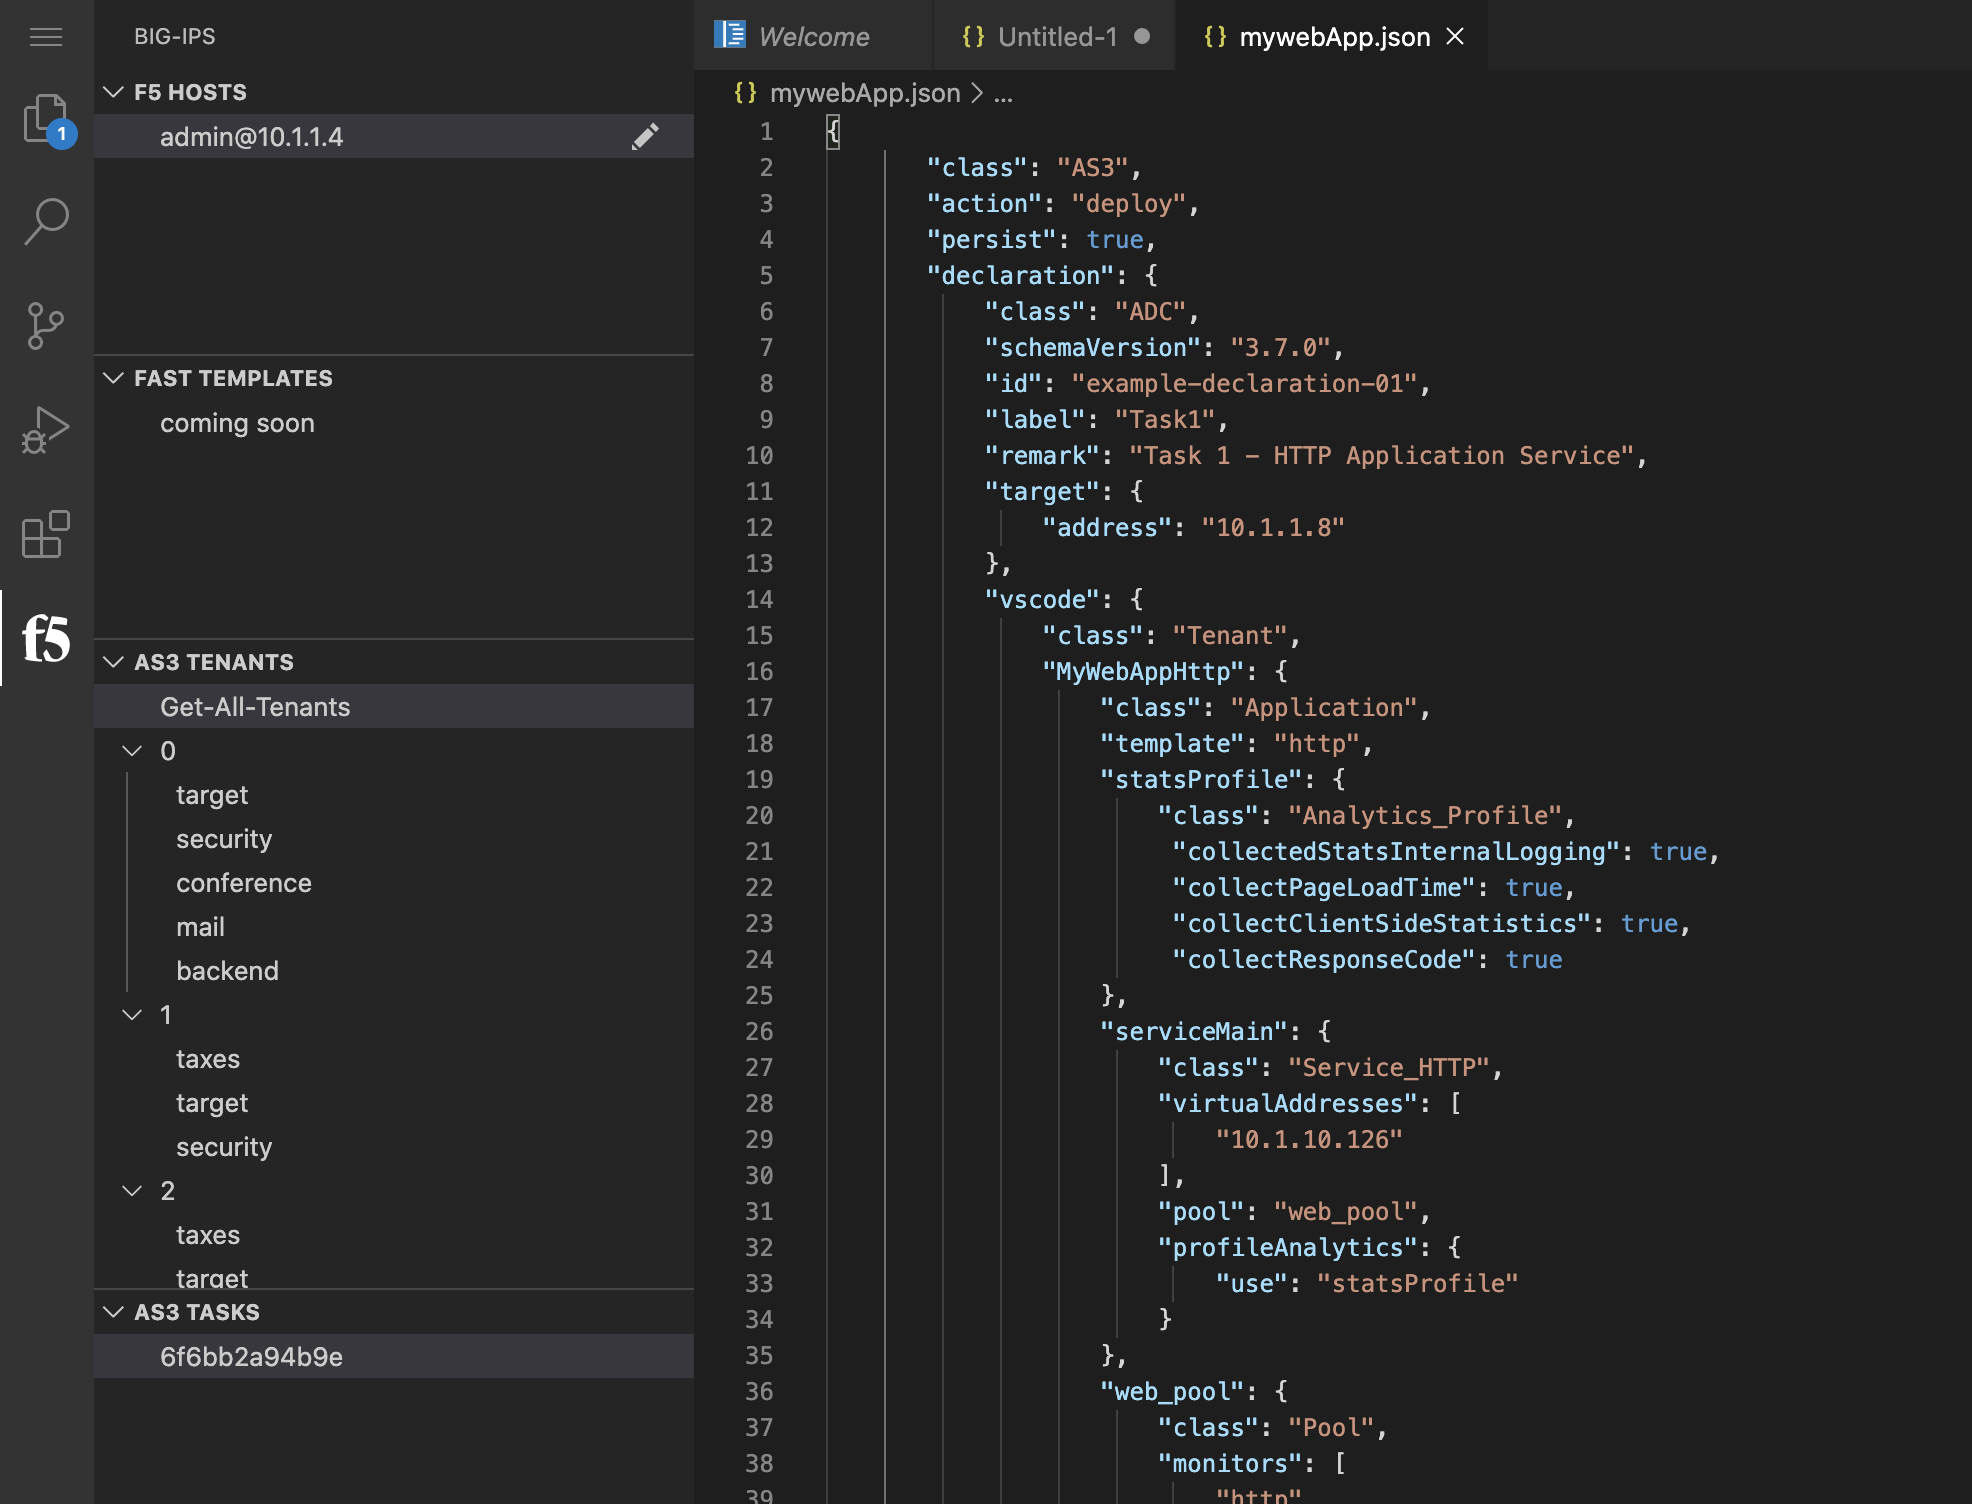 BIG-IPS
F5 HOSTS
admin@10.1.1.4
FAST TEMPLATES
coming soon
AS3 TENANTS
Get-All-Tenants
0
target
security
conference
mail
backend
1
taxes
target
security
2
taxes
target
AS3 TASKS
6f6bb2a94b9e
1
f5
Welcome
{} Untitled-1
{} mywebApp.json
{} mywebApp.json > ...
1 {
2 "class": "AS3",
3 "action": "deploy",
4 "persist": true,
5 "declaration": {
6 "class": "ADC",
7 "schemaVersion": "3.7.0",
8 "id": "example-declaration-01",
9 "label": "Task1",
10 "remark": "Task 1 - HTTP Application Service",
11 "target": {
12 "address": "10.1.1.8"
13 },
14 "vscode": {
15 "class": "Tenant",
16 "MyWebAppHttp": {
17 "class": "Application",
18 "template": "http",
19 "statsProfile": {
20 "class": "Analytics_Profile",
21 "collectedStatsInternalLogging": true,
22 "collectPageLoadTime": true,
23 "collectClientSideStatistics": true,
24 "collectResponseCode": true
25 },
26 "serviceMain": {
27 "class": "Service_HTTP",
28 "virtualAddresses": [
29 "10.1.10.126"
30 ],
31 "pool": "web_pool",
32 "profileAnalytics": {
33 "use": "statsProfile"
34 }
35 },
36 "web_pool": {
37 "class": "Pool",
38 "monitors": [
39 "http"